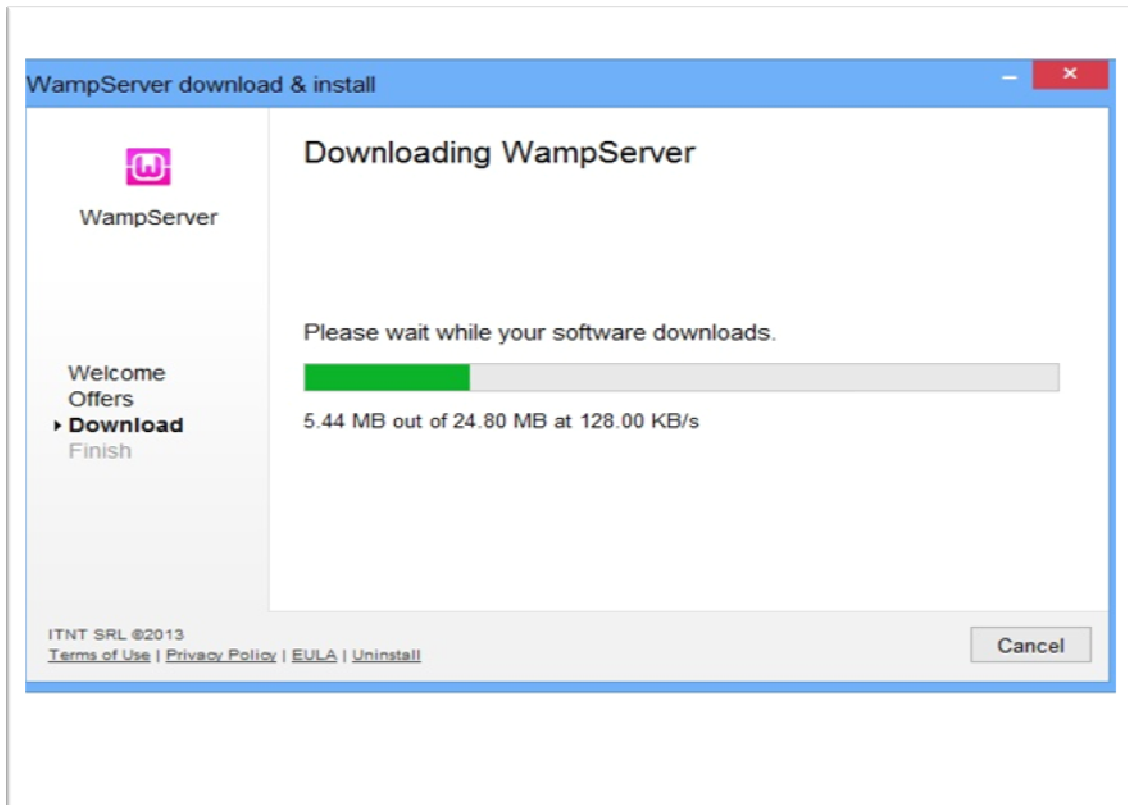 WampServer download & install
WampServer
Welcome
Offers
Download
Finish
Downloading WampServer
Please wait while your software downloads.
5.44 MB out of 24.80 MB at 128.00 KB/s
ITNT SRL ©2013
Terms of Use | Privacy Policy | EULA | Uninstall
Cancel